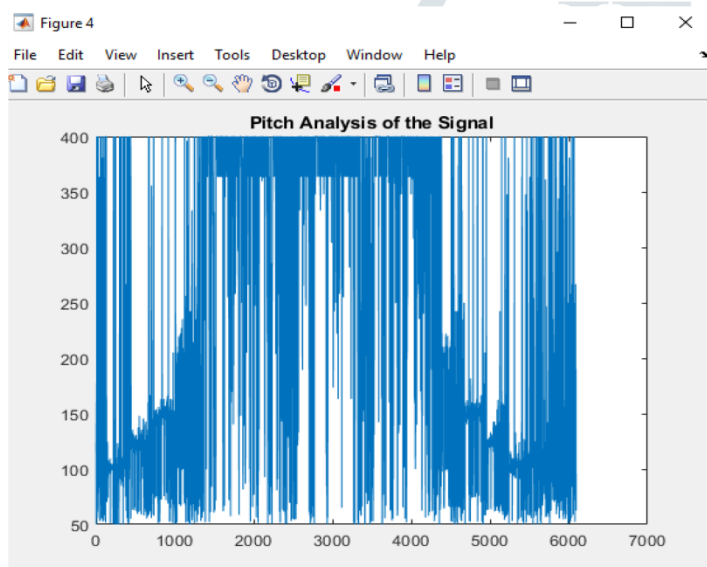 Figure 4
File Edit View Insert Tools Desktop Window Help
Pitch Analysis of the Signal
400
350
300
250
200
150
100
50
0 1000 2000 3000 4000 5000 6000 7000